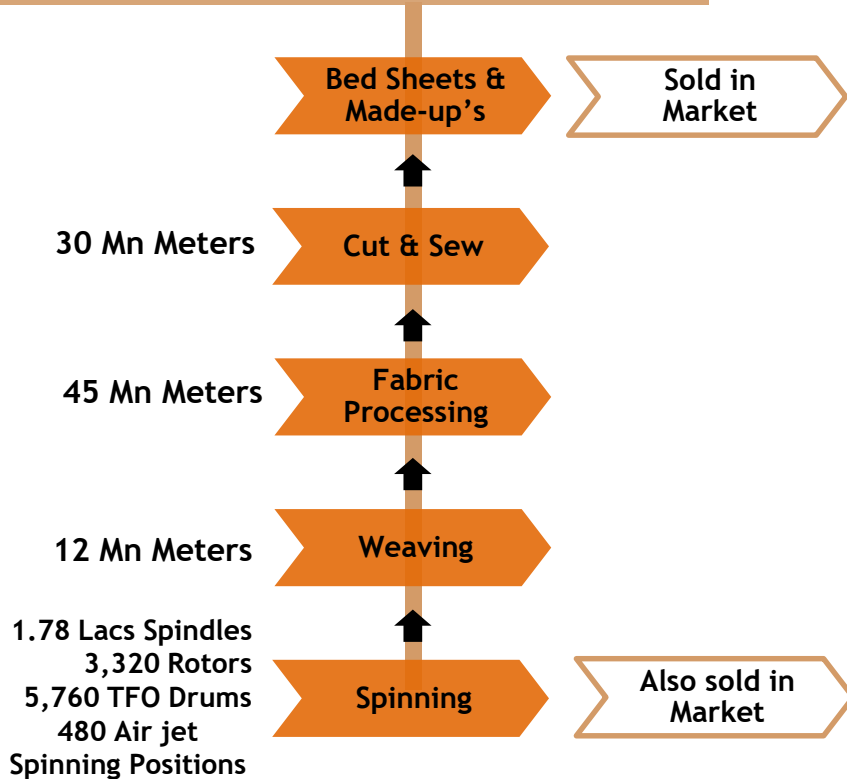 Bed Sheets &
Made-up’s
Sold in
Market
30 Mn Meters
Cut & Sew
45 Mn Meters
Fabric
Processing
12 Mn Meters
Weaving
1.78 Lacs Spindles
3,320 Rotors
5,760 TFO Drums
480 Air jet
Spinning Positions
Spinning
Also sold in
Market